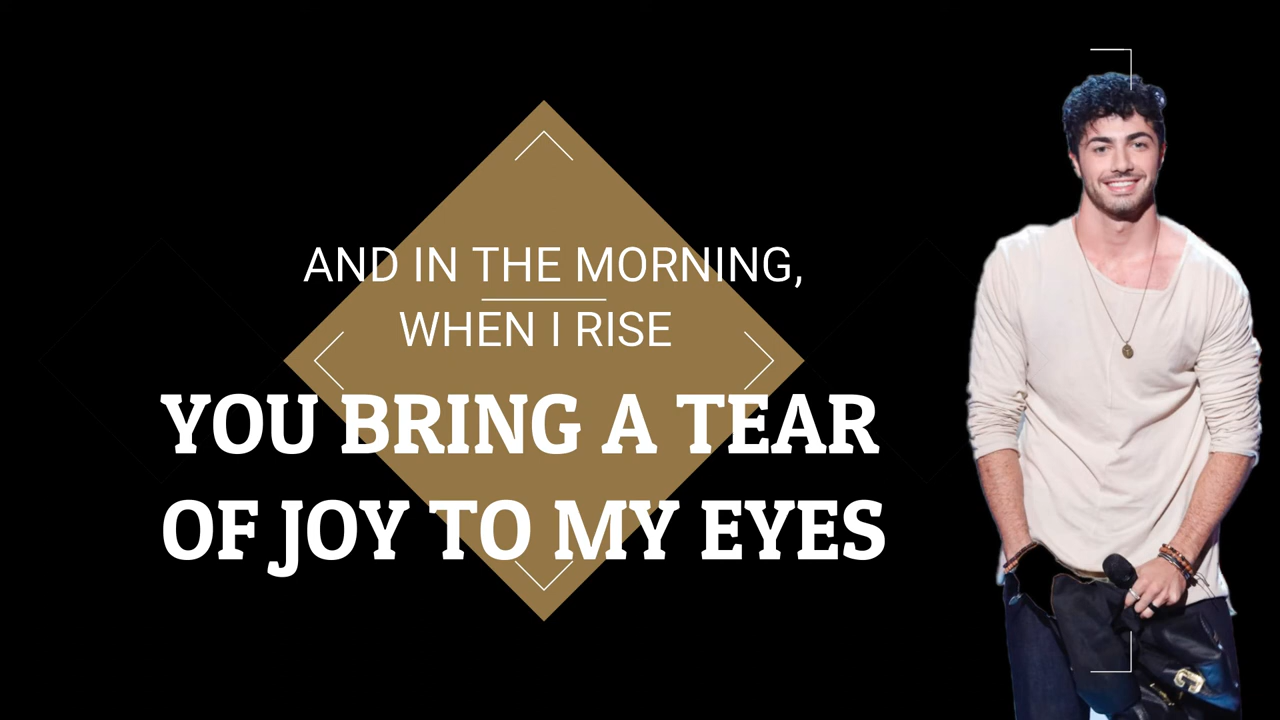 AND IN THE MORNING,
WHEN I RISE
YOU BRING A TEAR
OF JOY TO MY EYES